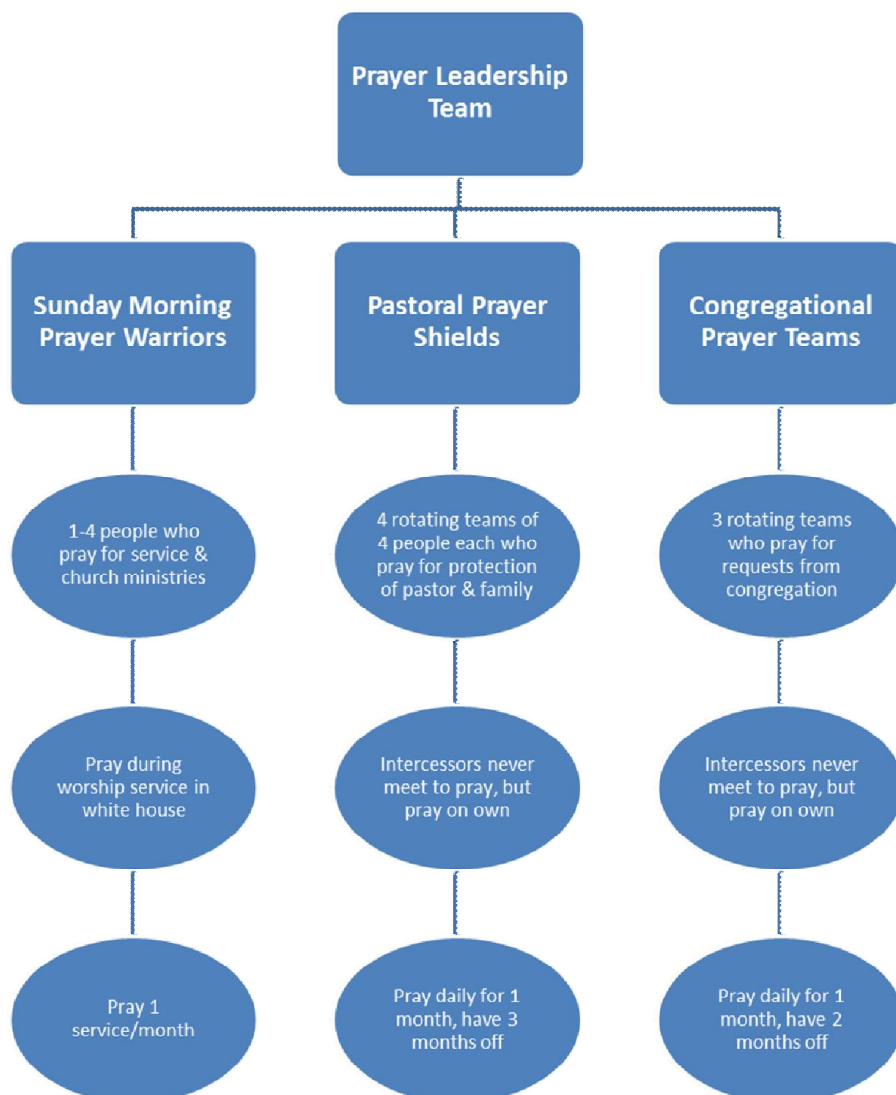 Prayer Leadership
Team
Sunday Morning
Prayer Warriors
Pastoral Prayer
Shields
Congregational
Prayer Teams
1-4 people who
pray for service &
church ministries
4 rotating teams of
4 people each who
pray for protection
of pastor & family
3 rotating teams
who pray for
requests from
congregation
Pray during
worship service in
white house
Intercessors never
meet to pray, but
pray on own
Intercessors never
meet to pray, but
pray on own
Pray 1
service/month
Pray daily for 1
month, have 3
months off
Pray daily for 1
month, have 2
months off